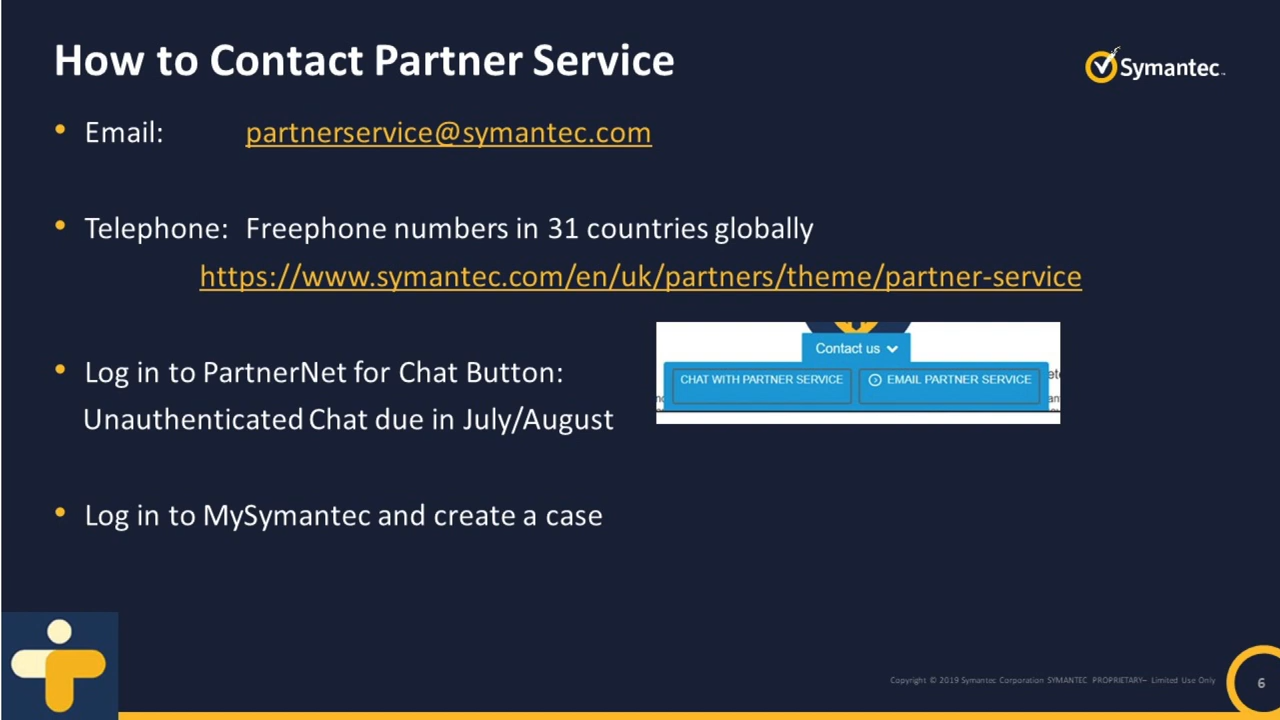 How to Contact Partner Service
Symantec
• Email: partnerservice@symantec.com
• Telephone: Freephone numbers in 31 countries globally
https://www.symantec.com/en/uk/partners/theme/partner-service
• Log in to PartnerNet for Chat Button:
Unauthenticated Chat due in July/August
Contact us
CHAT WITH PARTNER SERVICE
EMAIL PARTNER SERVICE
• Log in to MySymantec and create a case
Copyright © 2019 Symantec Corporation SYMANTEC PROPRIETARY– Limited Use Only
6